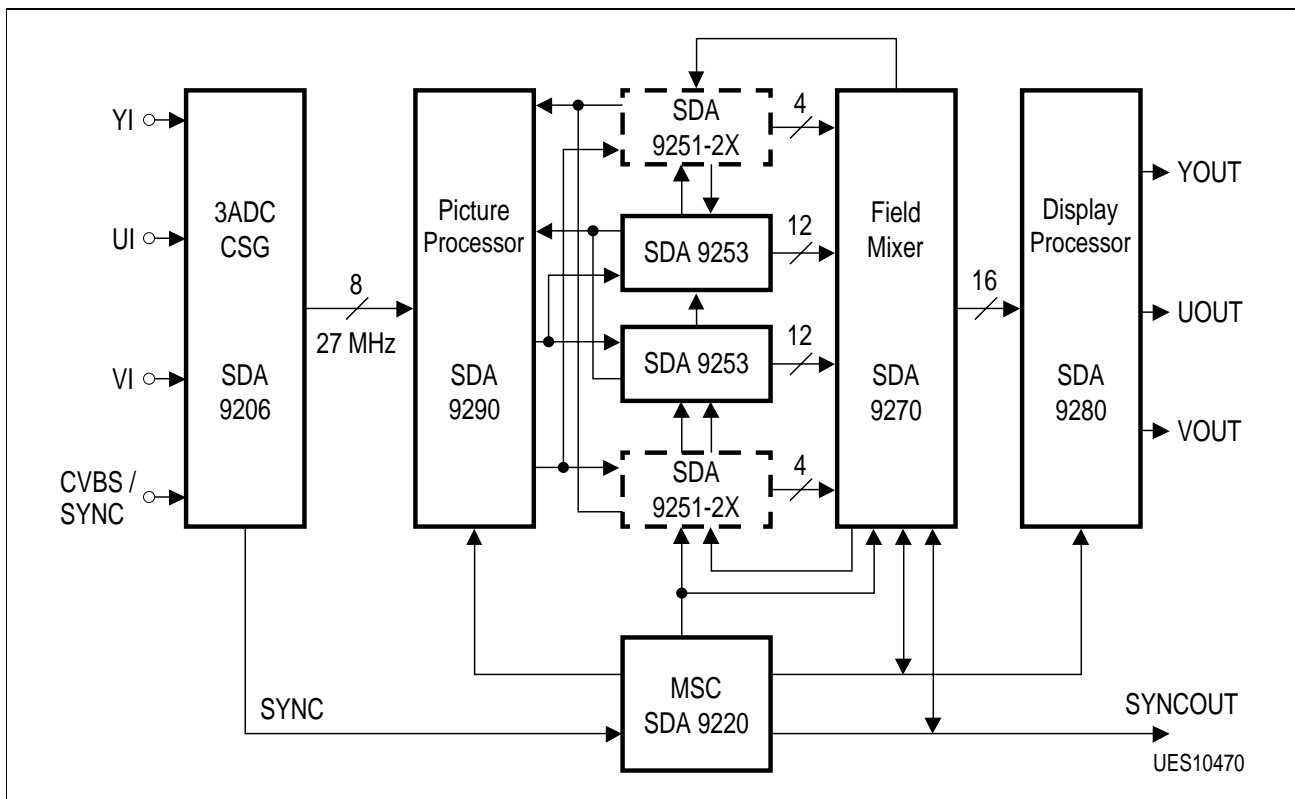 YI
UI
VI
CVBS /
SYNC
3ADC
CSG
SDA
9206
8
27 MHz
Picture
Processor
SDA
9290
SDA
9251-2X
4
SDA 9253
12
SDA 9253
12
SDA
9251-2X
4
Field
Mixer
SDA
9270
16
Display
Processor
SDA
9280
YOUT
UOUT
VOUT
MSC
SDA 9220
SYNC
SYNCOUT
UES10470